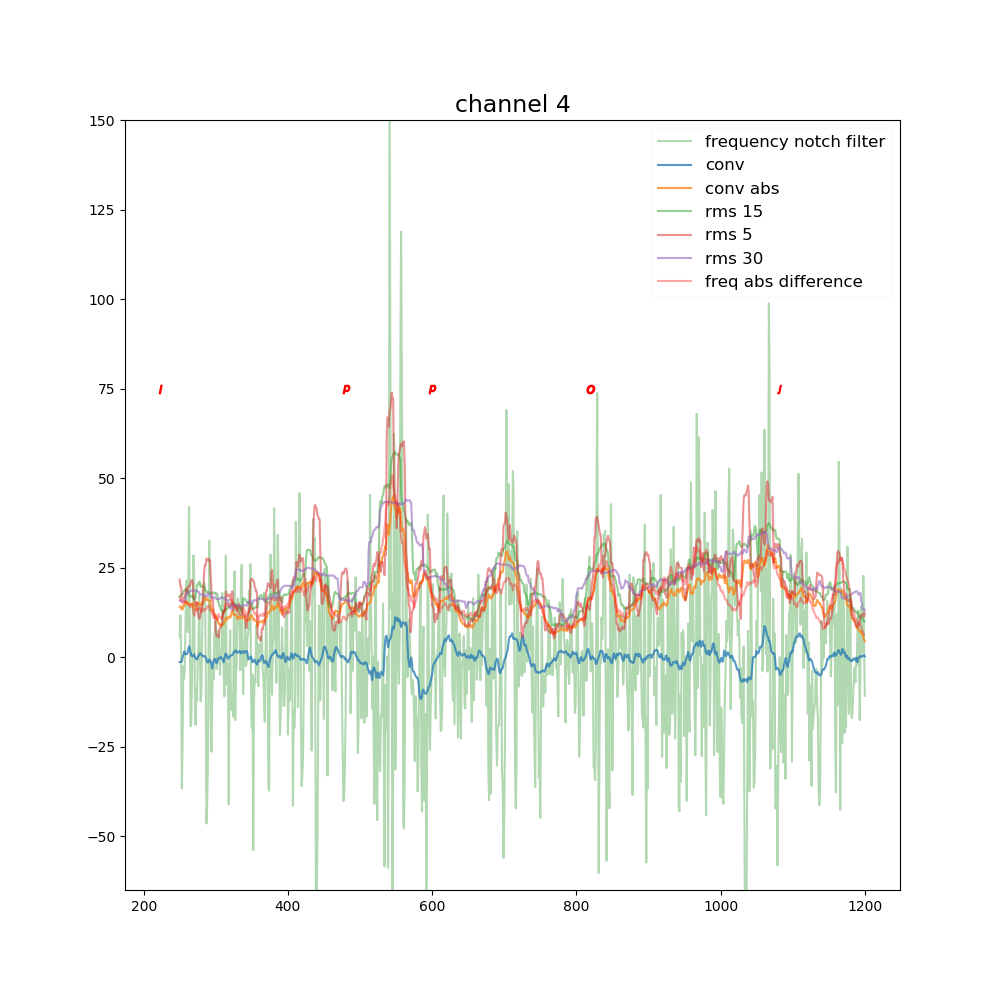 channel 4
150
125
100
75
50
25
0
−25
−50
frequency notch filter
conv
conv abs
rms 15
rms 5
rms 30
freq abs difference
I P P O J
200 400 600 800 1000 1200